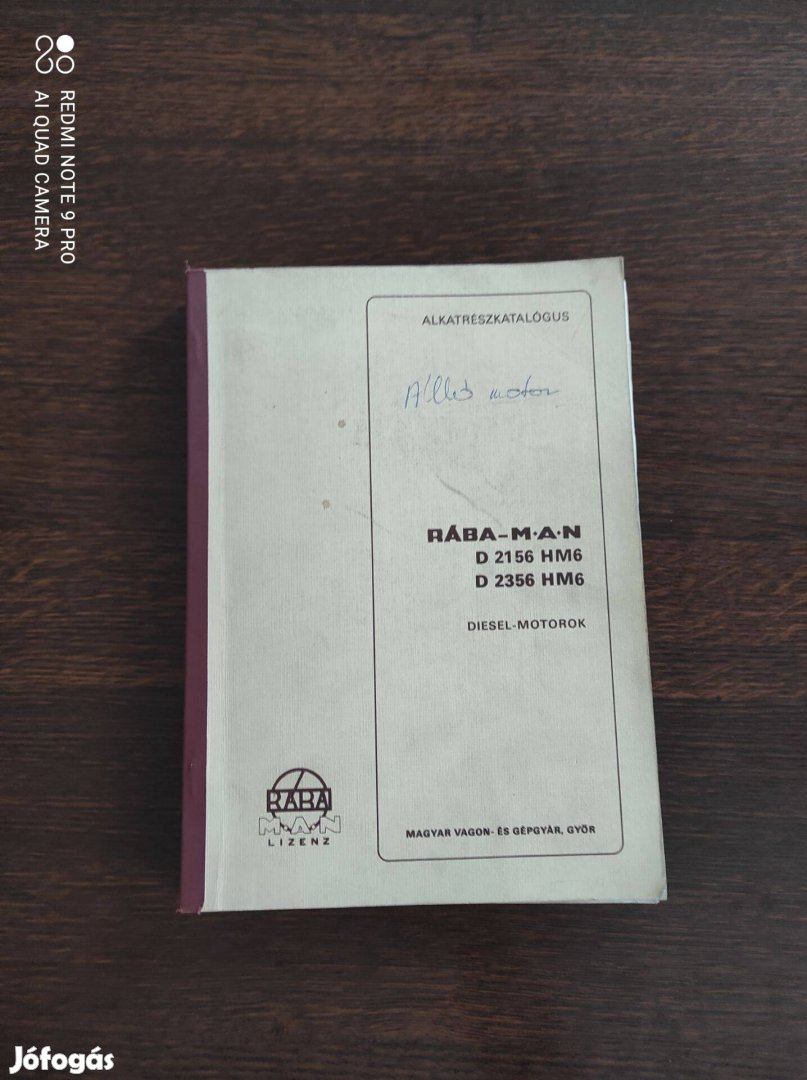 REDMI NOTE 9 PRO
AI QUAD CAMERA
ALKATRÉSZKATALÓGUS
Álló motor
RÁBA-M·A·N
D 2156 HM6
D 2356 HM6
DIESEL-MOTOROK
RÁBA
M·A·N
LIZENZ
MAGYAR VAGON- ÉS GÉPGYÁR, GYŐR
Jófogás